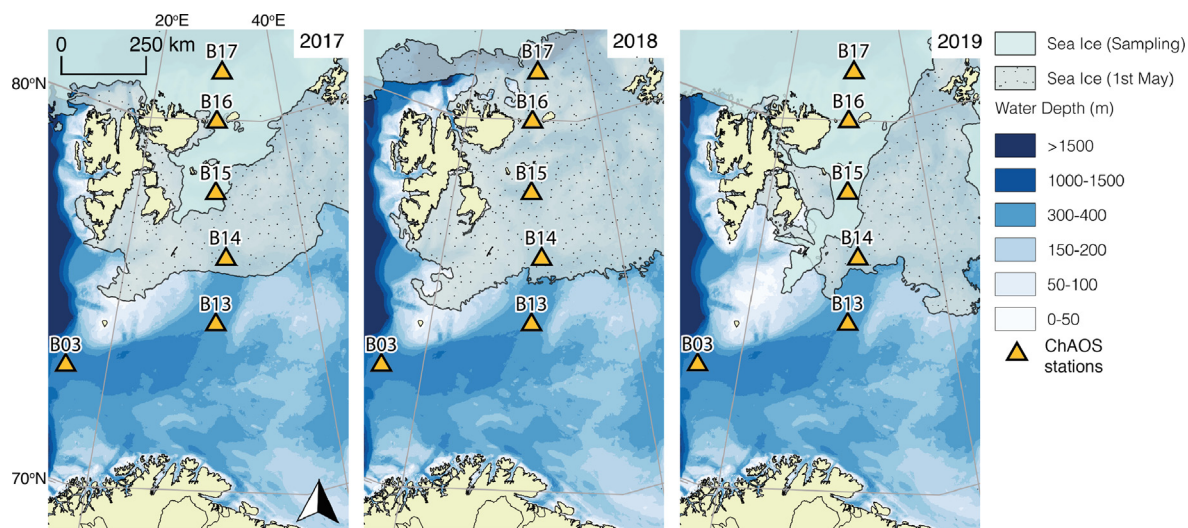 20°E
40°E
0
250 km
2017
80°N
B17
B16
B15
B14
B13
B03
70°N
2018
B17
B16
B15
B14
B13
B03
2019
B17
B16
B15
B14
B13
B03
Sea Ice (Sampling)
Sea Ice (1st May)
Water Depth (m)
>1500
1000-1500
300-400
150-200
50-100
0-50
ChAOS
stations